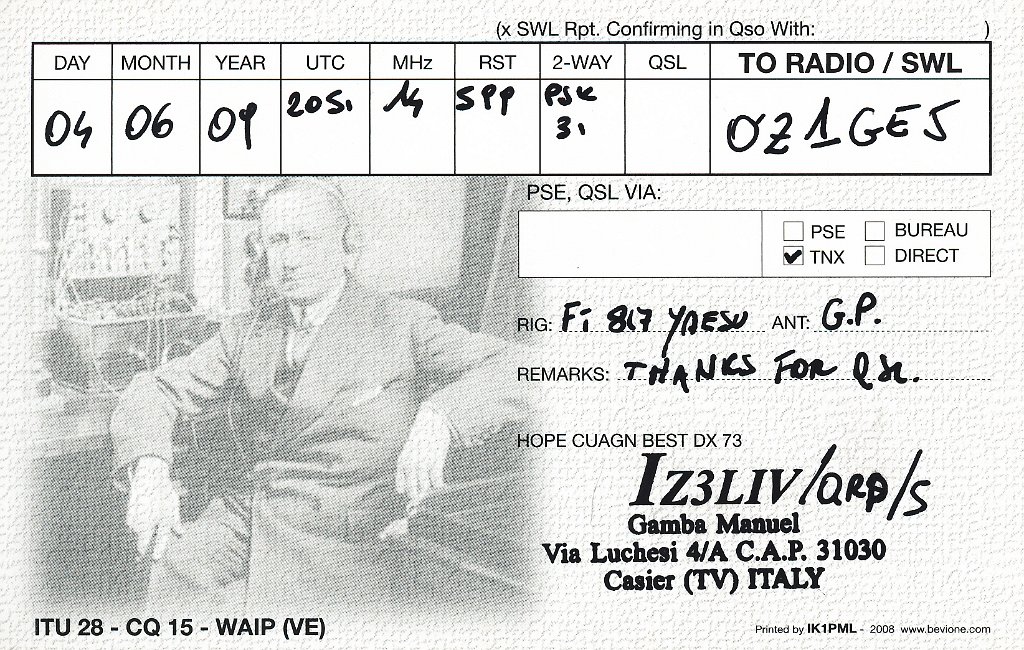 (x SWL Rpt. Confirming in Qso With: )
DAY MONTH YEAR UTC MHz RST 2-WAY QSL TO RADIO / SWL
04 06 09 2051 14 599 PSK 31 OZ1GEJ
PSE, QSL VIA:
PSE BUREAU
TNX DIRECT
RIG: Ft 817 YAESU ANT: G.P.
REMARKS: THANKS FOR QSL.
HOPE CUAGN BEST DX 73
IZ3LIV/QRP/5
Gamba Manuel
Via Luchesi 4/A C.A.P. 31030
Casier (TV) ITALY
ITU 28 - CQ 15 - WAIP (VE)
Printed by IK1PML - 2008 www.bevione.com